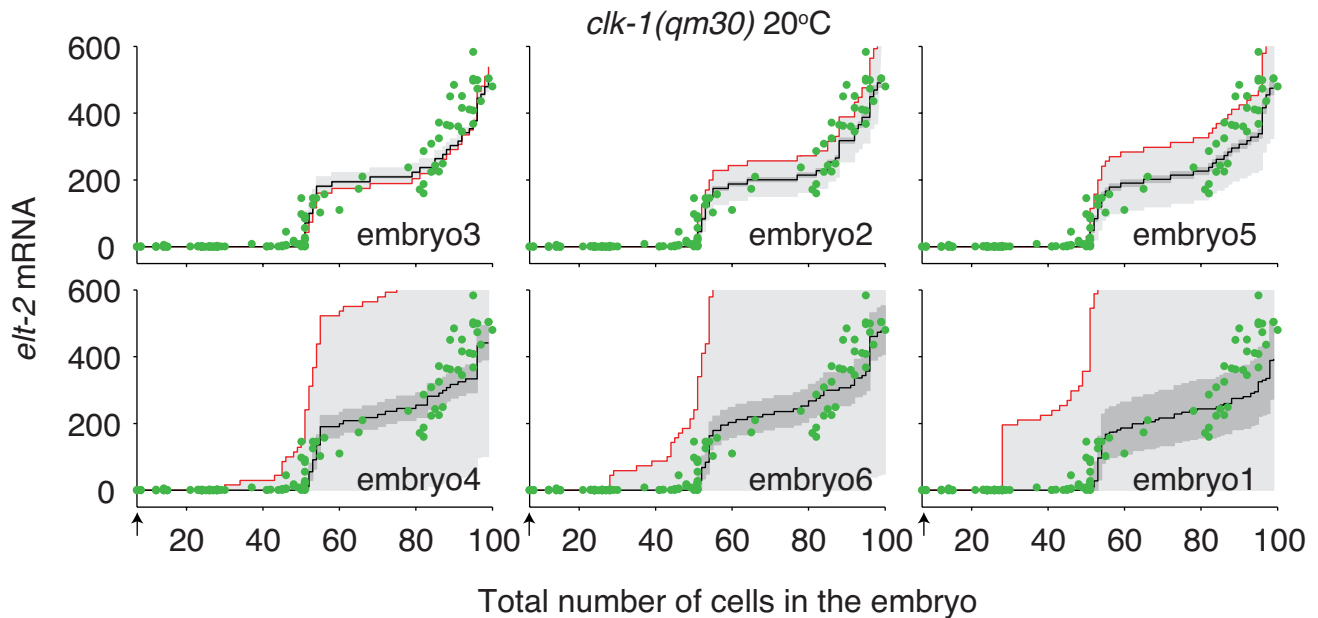 clk-1(qm30) 20°C
elt-2 mRNA
600
400
200
0
embryo3
embryo2
embryo5
600
400
200
0
embryo4
embryo6
embryo1
20 40 60 80 100
20 40 60 80 100
20 40 60 80 100
Total number of cells in the embryo